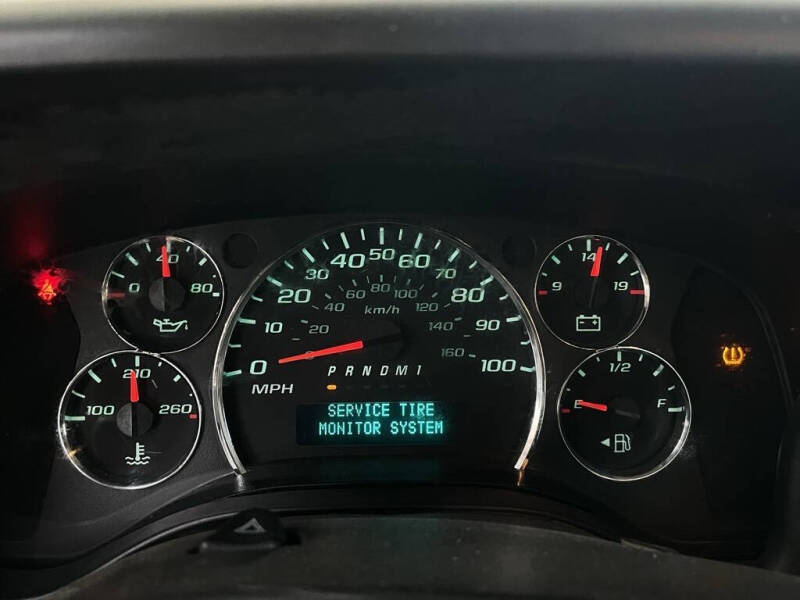 40
0 80
210
100 260
0 10 20 30 40 50 60 70 80 90 100
20 40 60 80 100 120 140 160
km/h
MPH
P R N D M 1
SERVICE TIRE
MONITOR SYSTEM
14
9 19
1/2
E F